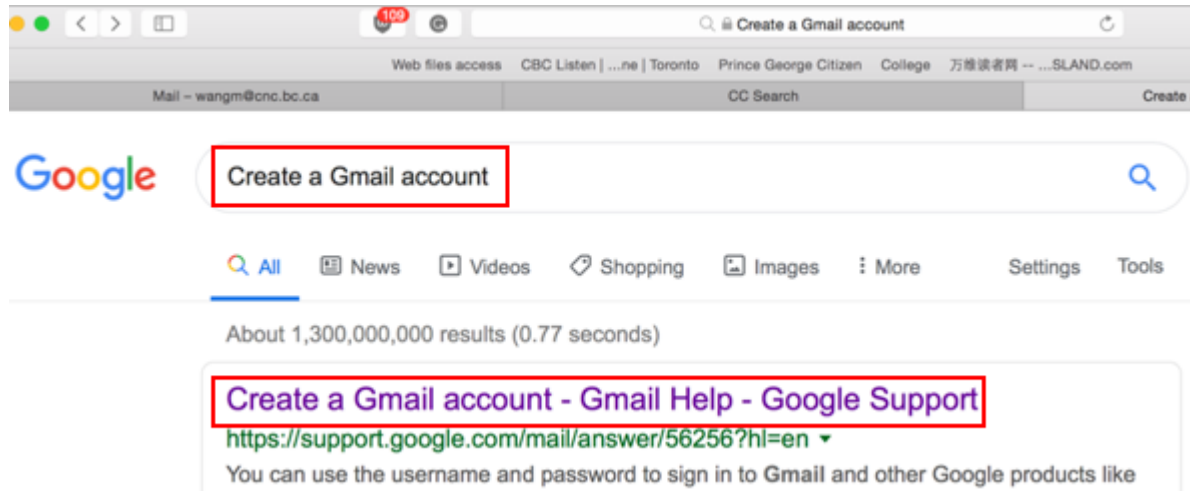 109
Create a Gmail account
Web files access CBC Listen | ...ne | Toronto Prince George Citizen College 万维读者网 -- ...SLAND.com
Mail – wangm@cnc.bc.ca CC Search Create
Google Create a Gmail account
All News Videos Shopping Images More Settings Tools
About 1,300,000,000 results (0.77 seconds)
Create a Gmail account - Gmail Help - Google Support
https://support.google.com/mail/answer/56256?hl=en
You can use the username and password to sign in to Gmail and other Google products like